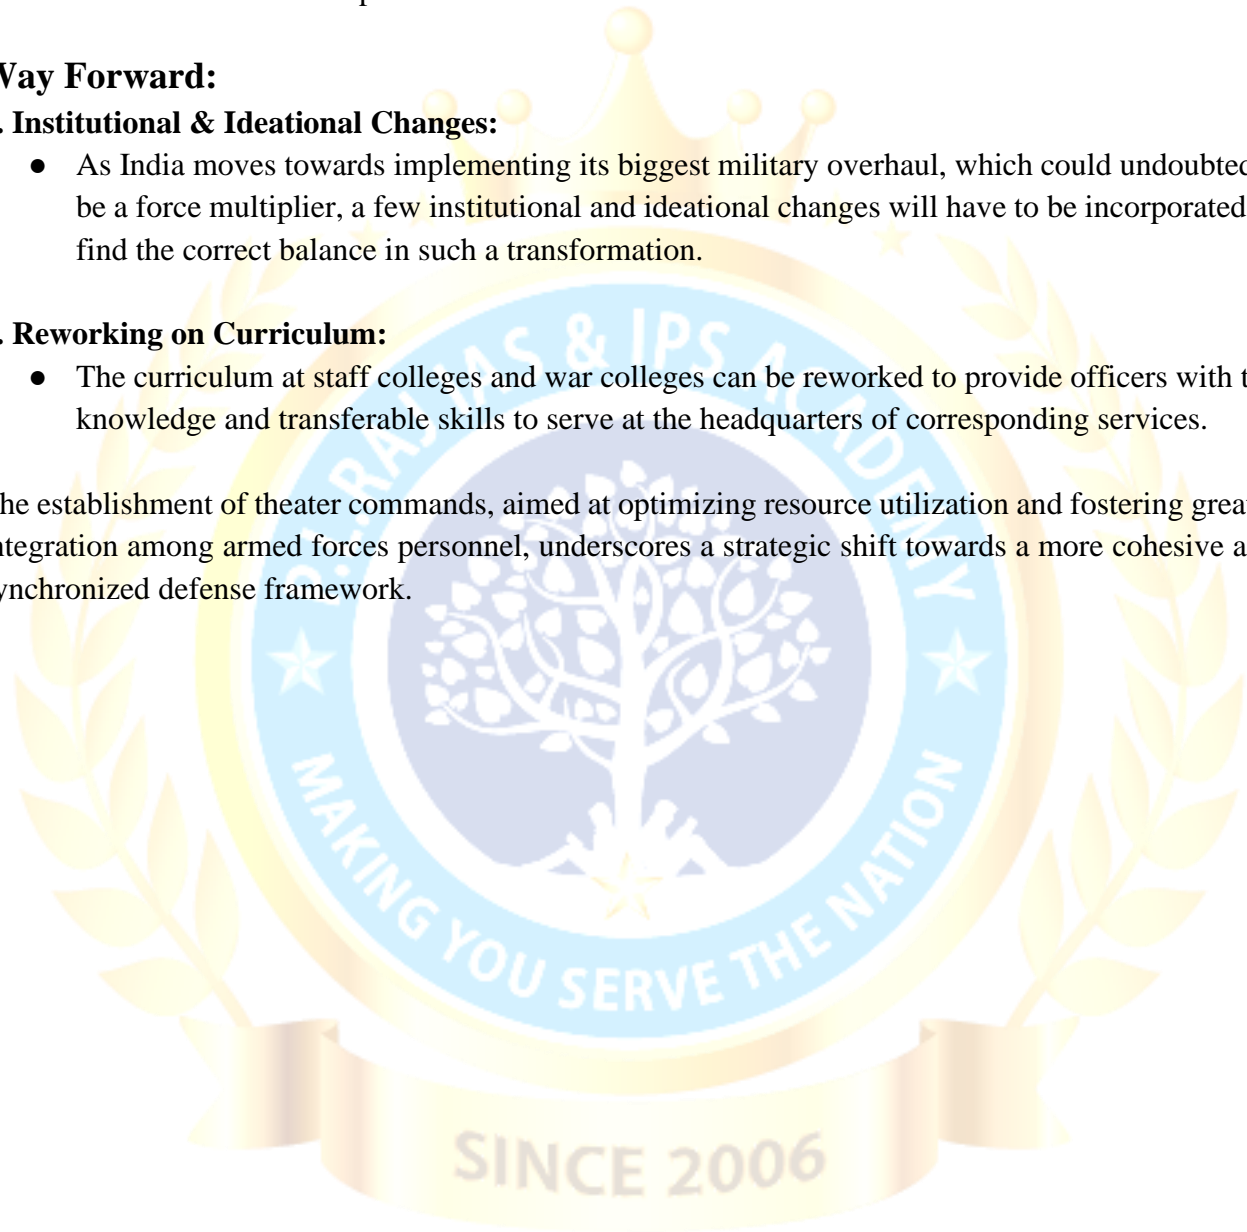 Way Forward:
. Institutional & Ideational Changes:
● As India moves towards implementing its biggest military overhaul, which could undoubted
be a force multiplier, a few institutional and ideational changes will have to be incorporated
find the correct balance in such a transformation.
. Reworking on Curriculum:
● The curriculum at staff colleges and war colleges can be reworked to provide officers with t
knowledge and transferable skills to serve at the headquarters of corresponding services.
he establishment of theater commands, aimed at optimizing resource utilization and fostering great
ntegration among armed forces personnel, underscores a strategic shift towards a more cohesive a
ynchronized defense framework.
P.L.RAJ IAS & IPS ACADEMY
MAKING YOU SERVE THE NATION
SINCE 2006